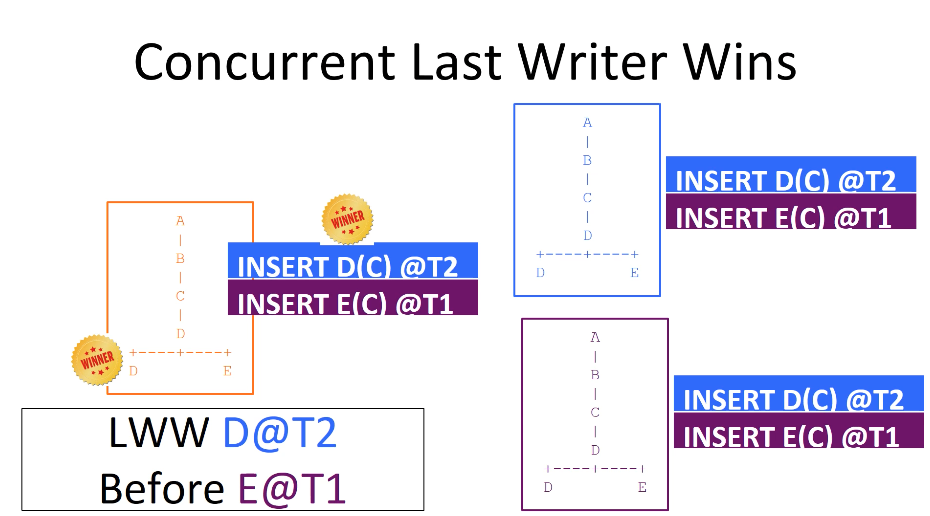 Concurrent Last Writer Wins
A
|
B
|
C
|
D
+-----+-----+
D E
WINNER
WINNER
INSERT D(C) @T2
INSERT E(C) @T1
LWW D@T2
Before E@T1
A
|
B
|
C
|
D
+-----+-----+
D E
INSERT D(C) @T2
INSERT E(C) @T1
A
|
B
|
C
|
D
|-----+-----|
D E
INSERT D(C) @T2
INSERT E(C) @T1